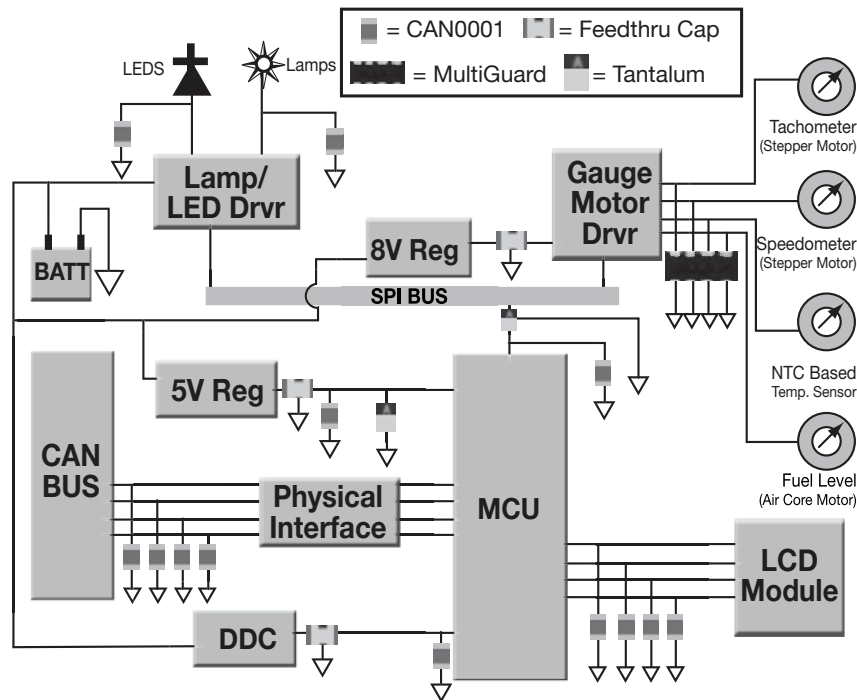 = CAN0001
= Feedthru Cap
= MultiGuard
= Tantalum
LEDS
Lamps
Lamp/
LED Drvr
Gauge
Motor
Drvr
Tachometer
(Stepper Motor)
BATT
8V Reg
Speedometer
(Stepper Motor)
SPI BUS
5V Reg
NTC Based
Temp. Sensor
CAN
BUS
Physical
Interface
MCU
Fuel Level
(Air Core Motor)
LCD
Module
DDC